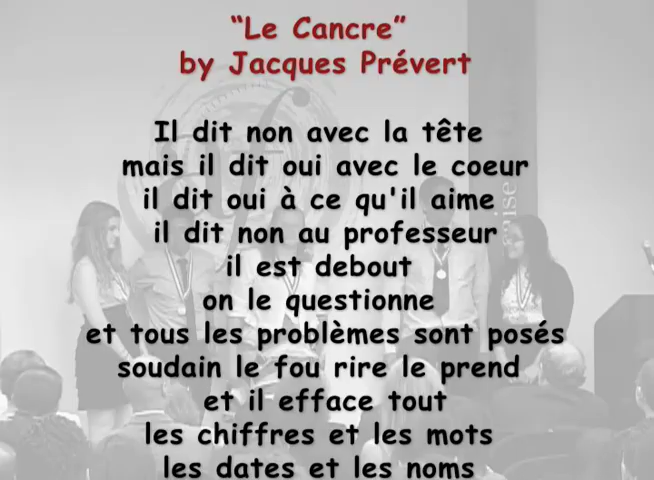 “Le Cancre”
by Jacques Prévert
Il dit non avec la tête
mais il dit oui avec le coeur
il dit oui à ce qu'il aime
il dit non au professeur
il est debout
on le questionne
et tous les problèmes sont posés
soudain le fou rire le prend
et il efface tout
les chiffres et les mots
les dates et les noms